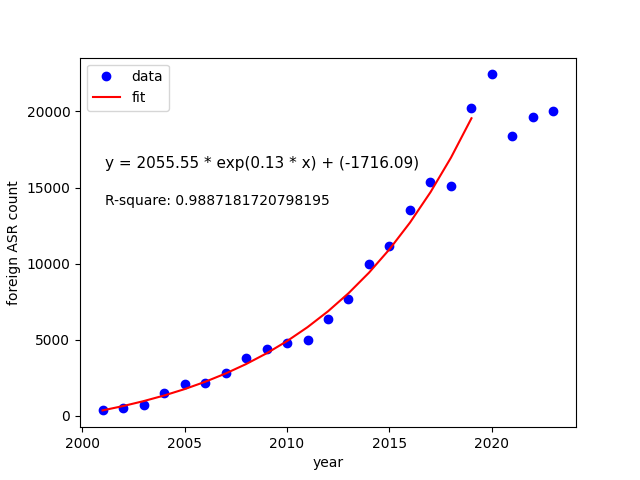 data
fit
y = 2055.55 * exp(0.13 * x) + (-1716.09)
R-square: 0.9887181720798195
foreign ASR count
20000
15000
10000
5000
0
2000
2005
2010
2015
2020
year